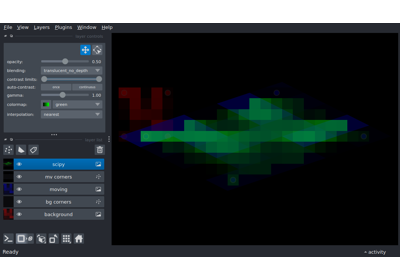 File View Layers Plugins Window Help
opacity: 0.50
blending: translucent_no_depth
contrast limits:
auto-contrast: once continuous
gamma: 1.00
colormap: green
interpolation: nearest
scipy
mv corners
moving
bg corners
background
Ready
activity